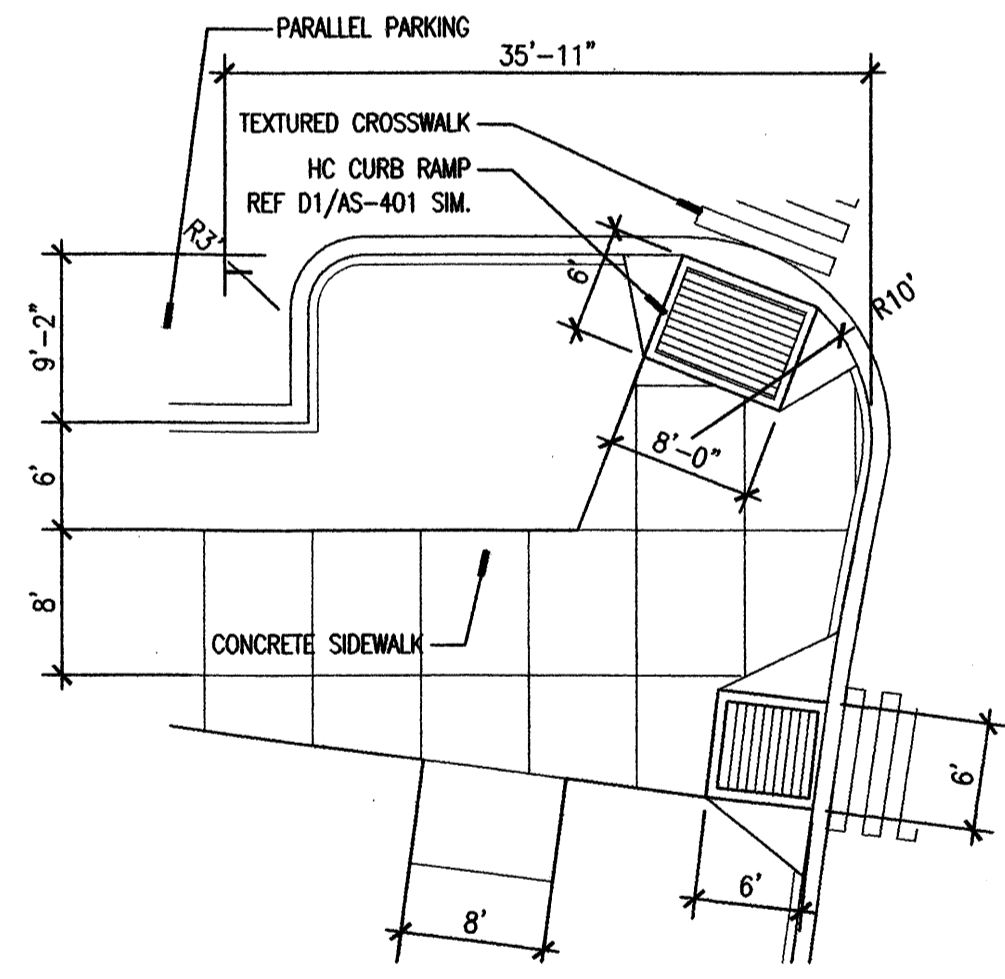 PARALLEL PARKING
35'-11"
TEXTURED CROSSWALK
HC CURB RAMP
REF D1/AS-401 SIM.
R3'
6'
R10'
9'-2"
8'-0"
6'
8'
CONCRETE SIDEWALK
6'
6'
8'